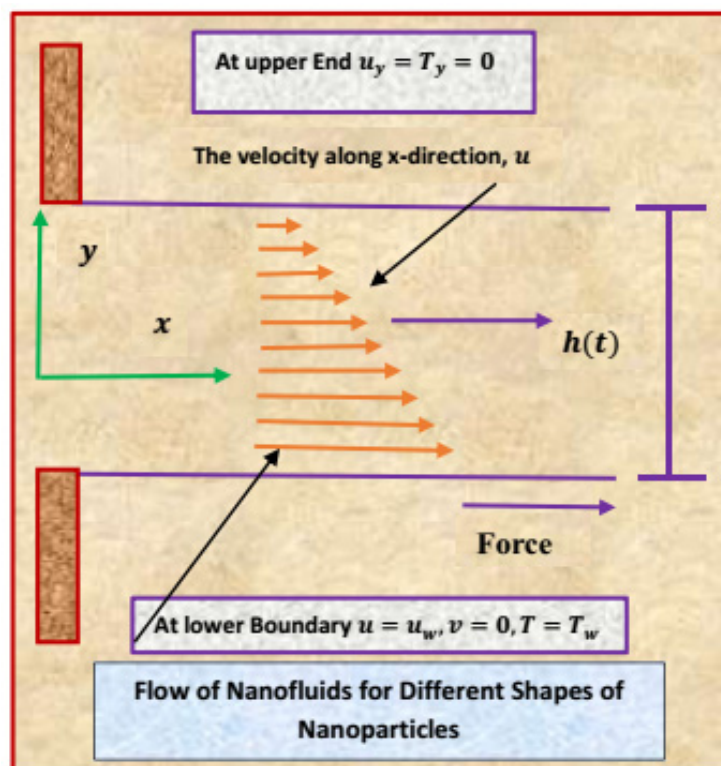 At upper End u_y = T_y = 0
The velocity along x-direction, u
y
x
h(t)
Force
At lower Boundary u = u_w, v = 0, T = T_w
Flow of Nanofluids for Different Shapes of
Nanoparticles